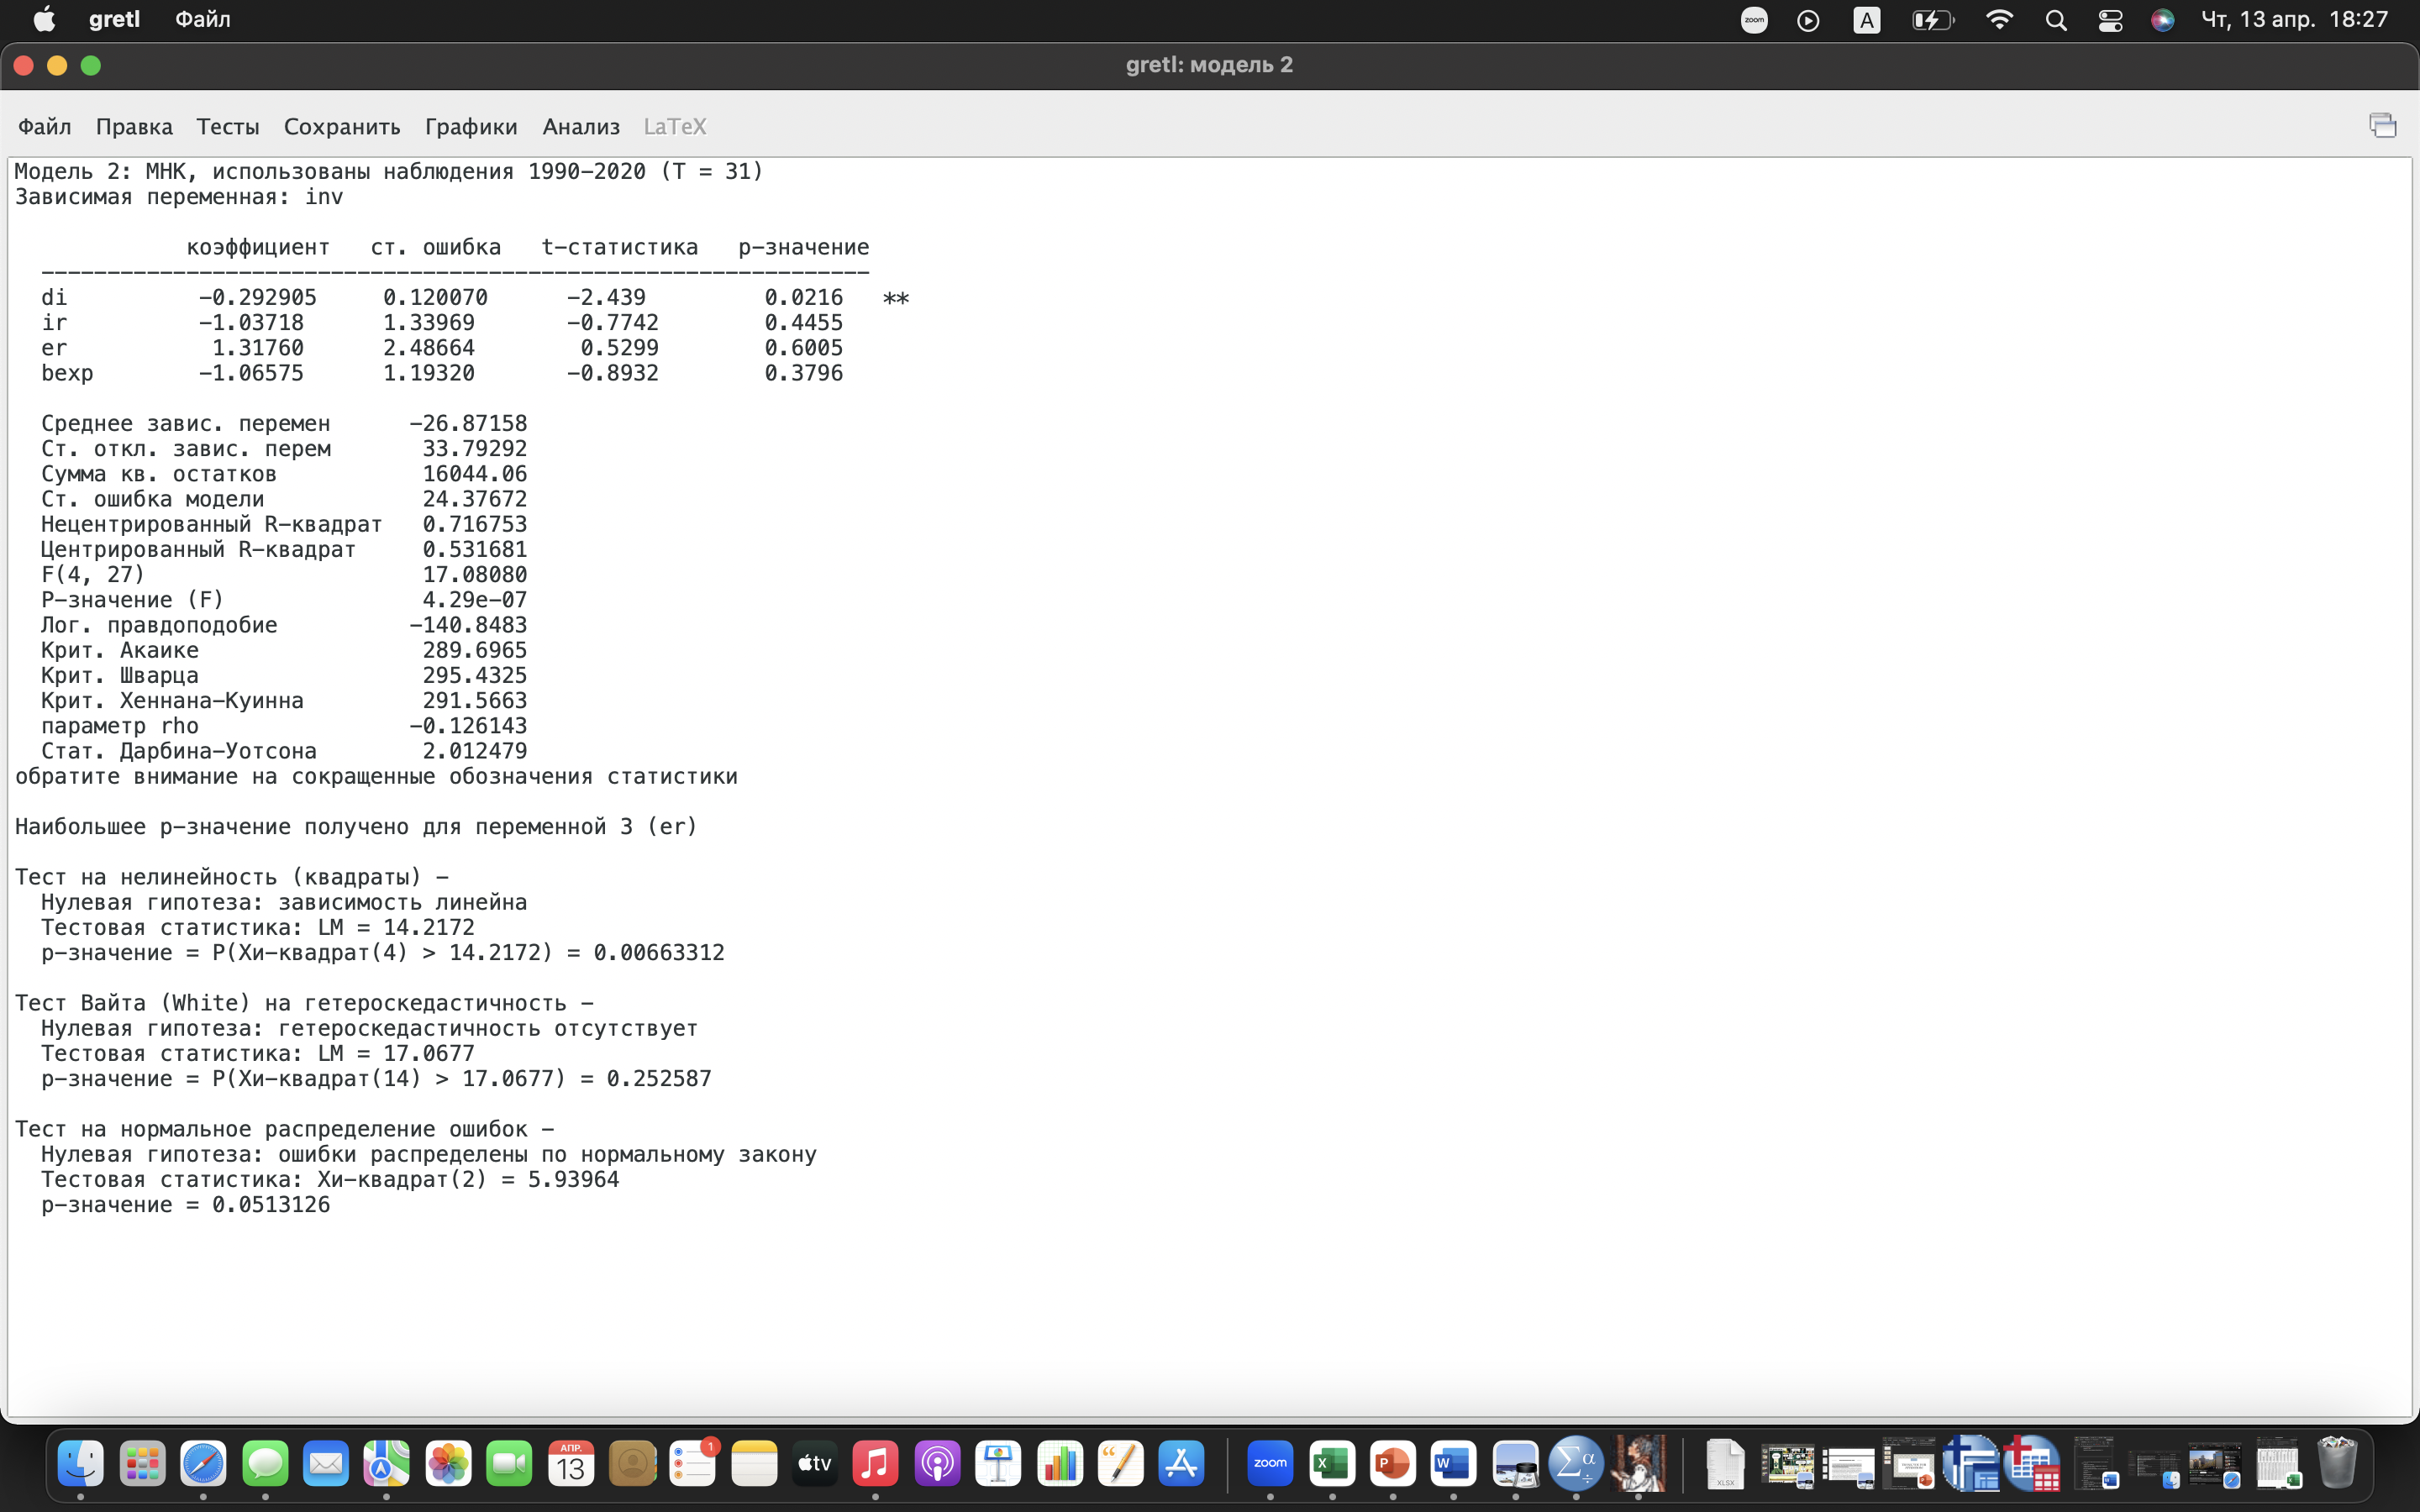 gretl Файл
zoom A Чт, 13 апр. 18:27
gretl: модель 2
Файл Правка Тесты Сохранить Графики Анализ LaTeX
Модель 2: МНК, использованы наблюдения 1990-2020 (T = 31)
Зависимая переменная: inv
коэффициент ст. ошибка t-статистика p-значение
-----------------------------------------------------------
di -0.292905 0.120070 -2.439 0.0216 **
ir -1.03718 1.33969 -0.7742 0.4455
er 1.31760 2.48664 0.5299 0.6005
bexp -1.06575 1.19320 -0.8932 0.3796
Среднее завис. перемен -26.87158
Ст. откл. завис. перем 33.79292
Сумма кв. остатков 16044.06
Ст. ошибка модели 24.37672
Нецентрированный R-квадрат 0.716753
Центрированный R-квадрат 0.531681
F(4, 27) 17.08080
P-значение (F) 4.29e-07
Лог. правдоподобие -140.8483
Крит. Акаике 289.6965
Крит. Шварца 295.4325
Крит. Хеннана-Куинна 291.5663
параметр rho -0.126143
Стат. Дарбина-Уотсона 2.012479
обратите внимание на сокращенные обозначения статистики
Наибольшее p-значение получено для переменной 3 (er)
Тест на нелинейность (квадраты) -
Нулевая гипотеза: зависимость линейна
Тестовая статистика: LM = 14.2172
p-значение = P(Хи-квадрат(4) > 14.2172) = 0.00663312
Тест Вайта (White) на гетероскедастичность -
Нулевая гипотеза: гетероскедастичность отсутствует
Тестовая статистика: LM = 17.0677
p-значение = P(Хи-квадрат(14) > 17.0677) = 0.252587
Тест на нормальное распределение ошибок -
Нулевая гипотеза: ошибки распределены по нормальному закону
Тестовая статистика: Хи-квадрат(2) = 5.93964
p-значение = 0.0513126
АПР.
13
1
tv
zoom
X
P
W
Σα
XLSX